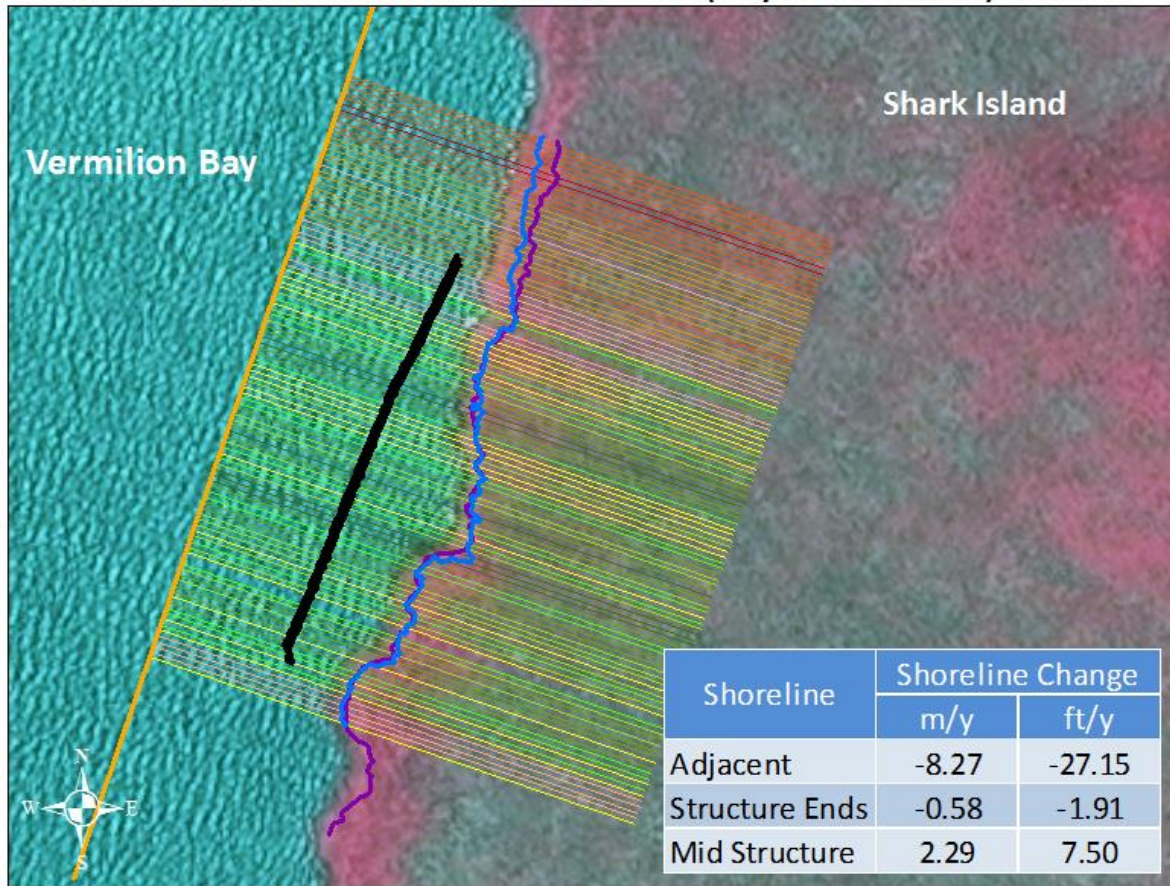 Shark Island
Vermilion Bay
N
W E
S
Shoreline Shoreline Change
m/y ft/y
Adjacent -8.27 -27.15
Structure Ends -0.58 -1.91
Mid Structure 2.29 7.50